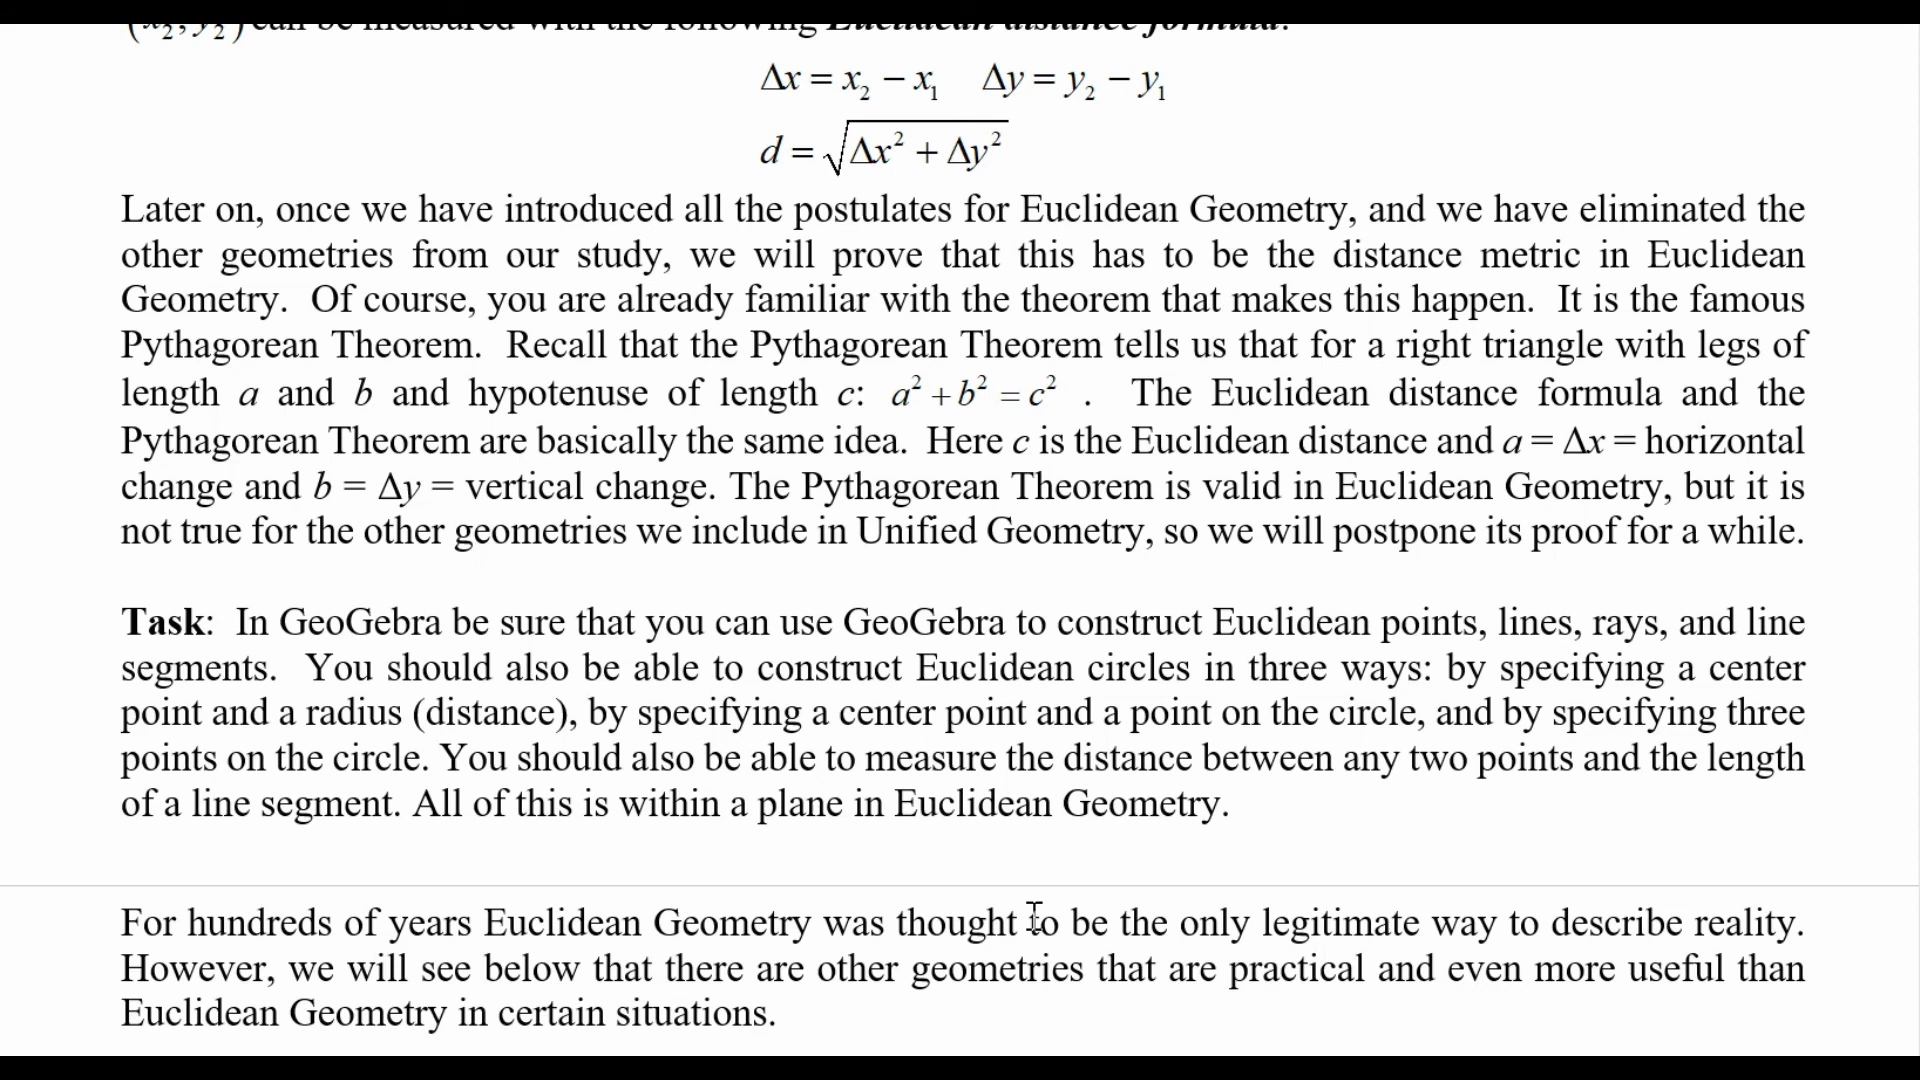 (x₂, y₂) can be measured with the following Euclidean distance formula:
Δx = x₂ − x₁ Δy = y₂ − y₁
d = √(Δx² + Δy²)
Later on, once we have introduced all the postulates for Euclidean Geometry, and we have eliminated the
other geometries from our study, we will prove that this has to be the distance metric in Euclidean
Geometry. Of course, you are already familiar with the theorem that makes this happen. It is the famous
Pythagorean Theorem. Recall that the Pythagorean Theorem tells us that for a right triangle with legs of
length a and b and hypotenuse of length c: a² + b² = c² . The Euclidean distance formula and the
Pythagorean Theorem are basically the same idea. Here c is the Euclidean distance and a = Δx = horizontal
change and b = Δy = vertical change. The Pythagorean Theorem is valid in Euclidean Geometry, but it is
not true for the other geometries we include in Unified Geometry, so we will postpone its proof for a while.
Task: In GeoGebra be sure that you can use GeoGebra to construct Euclidean points, lines, rays, and line
segments. You should also be able to construct Euclidean circles in three ways: by specifying a center
point and a radius (distance), by specifying a center point and a point on the circle, and by specifying three
points on the circle. You should also be able to measure the distance between any two points and the length
of a line segment. All of this is within a plane in Euclidean Geometry.
For hundreds of years Euclidean Geometry was thought to be the only legitimate way to describe reality.
However, we will see below that there are other geometries that are practical and even more useful than
Euclidean Geometry in certain situations.